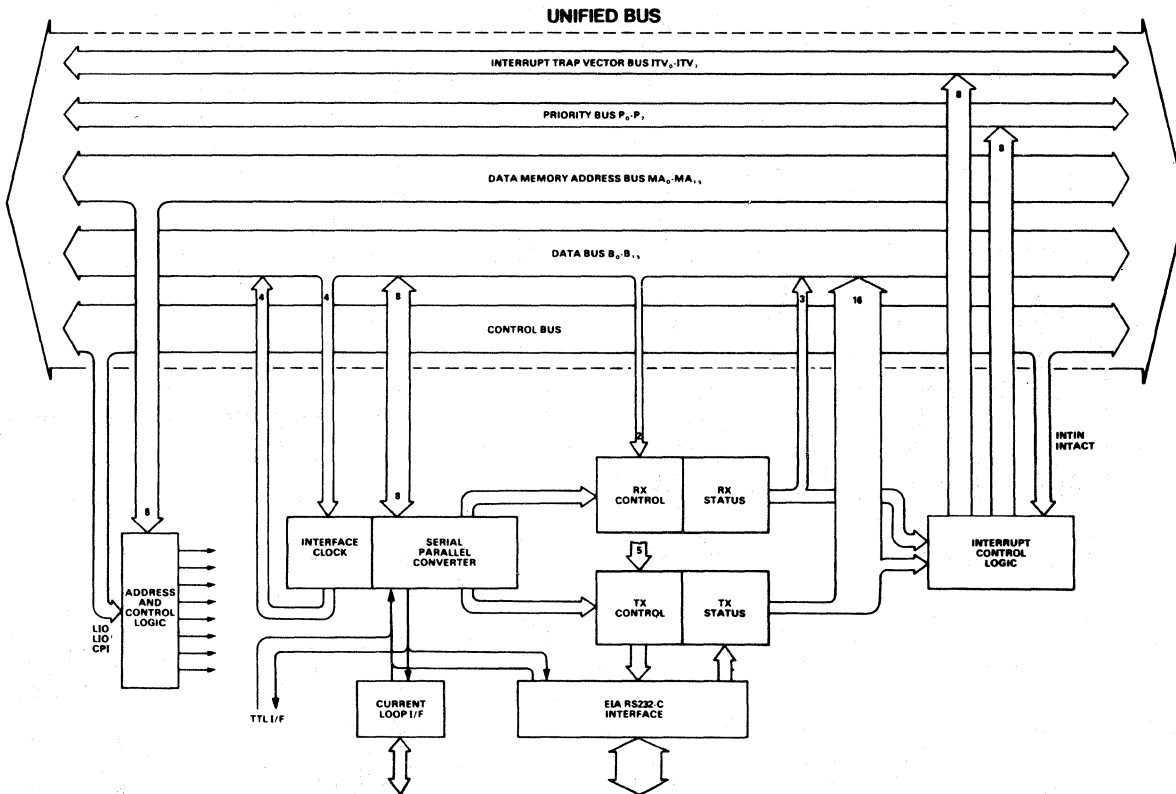 UNIFIED BUS
INTERRUPT TRAP VECTOR BUS ITV₀-ITV₇
8
PRIORITY BUS P₀-P₇
8
DATA MEMORY ADDRESS BUS MA₀-MA₁₅
DATA BUS B₀-B₁₅
4
4
8
3
16
CONTROL BUS
2
INTIN
INTACT
8
8
RX
CONTROL
RX
STATUS
INTERFACE
CLOCK
SERIAL
PARALLEL
CONVERTER
INTERRUPT
CONTROL
LOGIC
5
ADDRESS
AND
CONTROL
LOGIC
TX
CONTROL
TX
STATUS
LIO
LIO'
CPI
TTL I/F
CURRENT
LOOP I/F
EIA RS232-C
INTERFACE